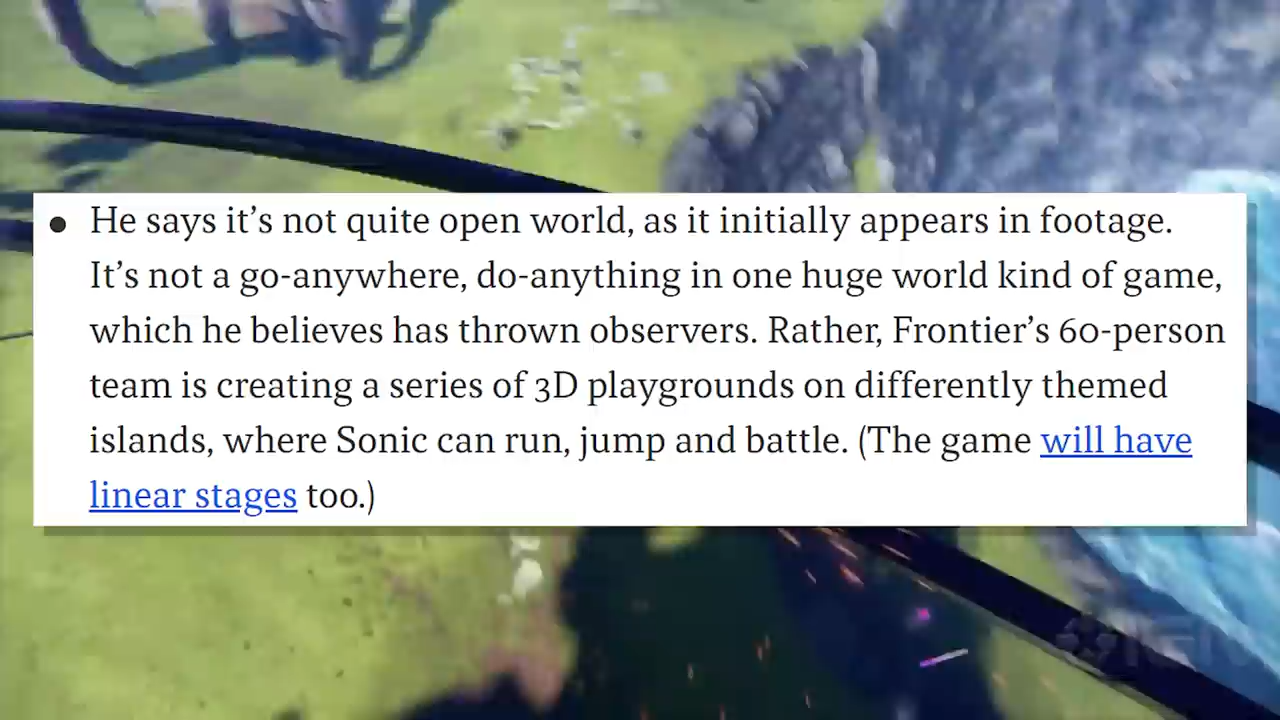 He says it’s not quite open world, as it initially appears in footage.
It’s not a go-anywhere, do-anything in one huge world kind of game,
which he believes has thrown observers. Rather, Frontier’s 60-person
team is creating a series of 3D playgrounds on differently themed
islands, where Sonic can run, jump and battle. (The game will have
linear stages too.)
IGN